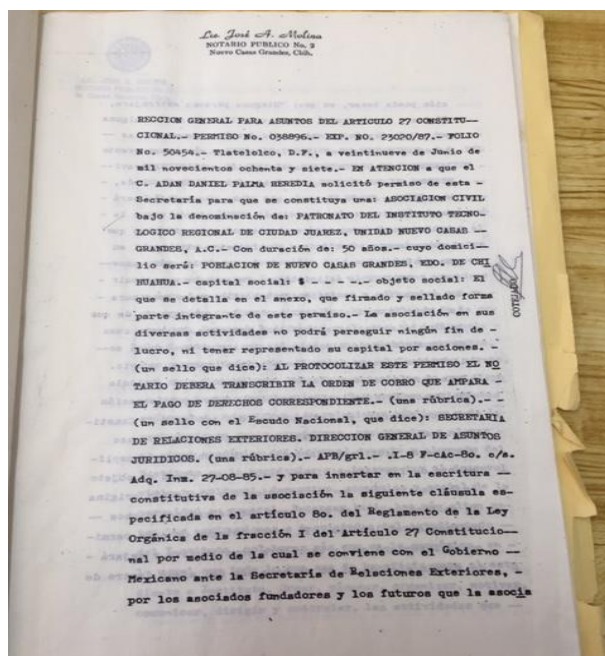 Lic. José A. Molina
NOTARIO PUBLICO No. 2
Nuevo Casas Grandes, Chih.
RECCION GENERAL PARA ASUNTOS DEL ARTICULO 27 CONSTITU--
CIONAL.- PERMISO No. 038896.- EXP. NO. 23020/87.- FOLIO
No. 50454.- Tlatelolco, D.F., a veintinueve de Junio de
mil novecientos ochenta y siete.- EN ATENCION a que el
C. ADAN DANIEL PALMA HEREDIA solicitó permiso de esta -
Secretaría para que se constituya una: ASOCIACION CIVIL
bajo la denominación de: PATRONATO DEL INSTITUTO TECNO-
LOGICO REGIONAL DE CIUDAD JUAREZ, UNIDAD NUEVO CASAS --
GRANDES, A.C.- Con duración de: 50 años.- cuyo domici--
lio será: POBLACION DE NUEVO CASAS GRANDES, EDO. DE CHI
HUAHUA.- capital social: $ - - - -.- objeto social: El
que se detalla en el anexo, que firmado y sellado forma
parte integrante de este permiso.- La asociación en sus
diversas actividades no podrá perseguir ningún fin de -
lucro, ni tener representado su capital por acciones. -
(un sello que dice): AL PROTOCOLIZAR ESTE PERMISO EL NO
TARIO DEBERA TRANSCRIBIR LA ORDEN DE COBRO QUE AMPARA -
EL PAGO DE DERECHOS CORRESPONDIENTE.- (una rúbrica).- -
(un sello con el Escudo Nacional, que dice): SECRETARIA
DE RELACIONES EXTERIORES. DIRECCION GENERAL DE ASUNTOS
JURIDICOS. (una rúbrica).- APB/grl.- .I-8 F-cAc-80. c/a.
Adq. Inm. 27-08-85.- y para insertar en la escritura --
constitutiva de la asociación la siguiente cláusula es-
pecificada en el artículo 8o. del Reglamento de la Ley
Orgánica de la fracción I del Artículo 27 Constitucio--
nal por medio de la cual se conviene con el Gobierno --
Mexicano ante la Secretaría de Relaciones Exteriores, -
por los asociados fundadores y los futuros que la asocia
COTEJADO